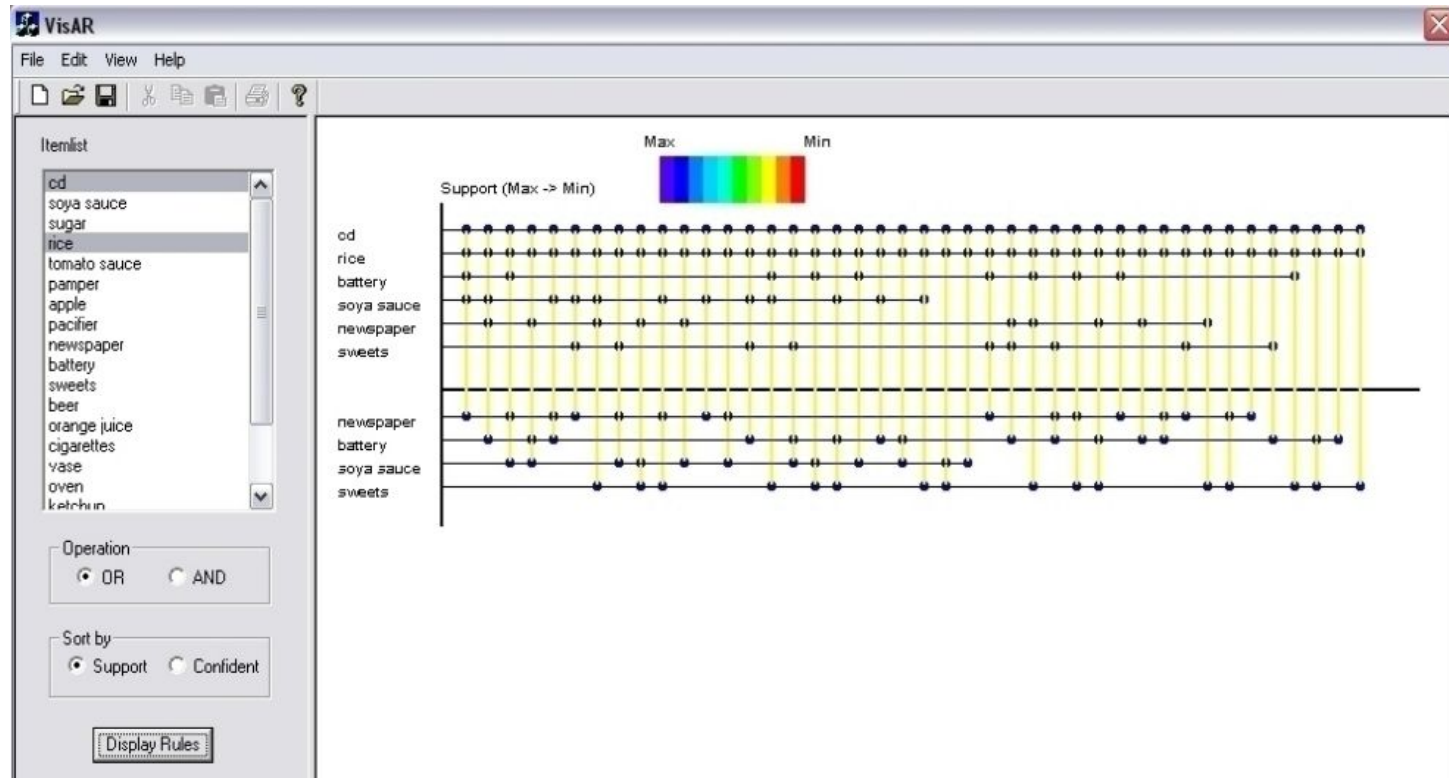 VisAR
File Edit View Help
Itemlist
cd
soya sauce
sugar
rice
tomato sauce
pamper
apple
pacifier
newspaper
battery
sweets
beer
orange juice
cigarettes
vase
oven
ketchup
Operation
OR AND
Sort by
Support Confident
Display Rules
Max Min
Support (Max -> Min)
cd
rice
battery
soya sauce
newspaper
sweets
newspaper
battery
soya sauce
sweets